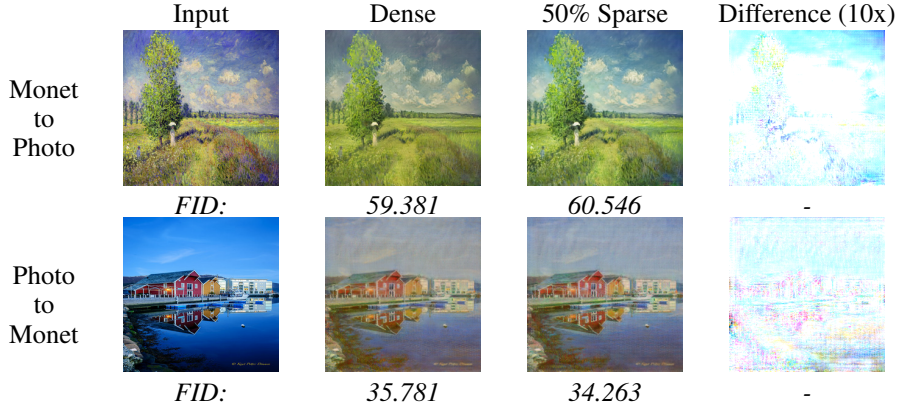 Input Dense 50% Sparse Difference (10x)
Monet
to
Photo
FID: 59.381 60.546 -
Photo
to
Monet
FID: 35.781 34.263 -